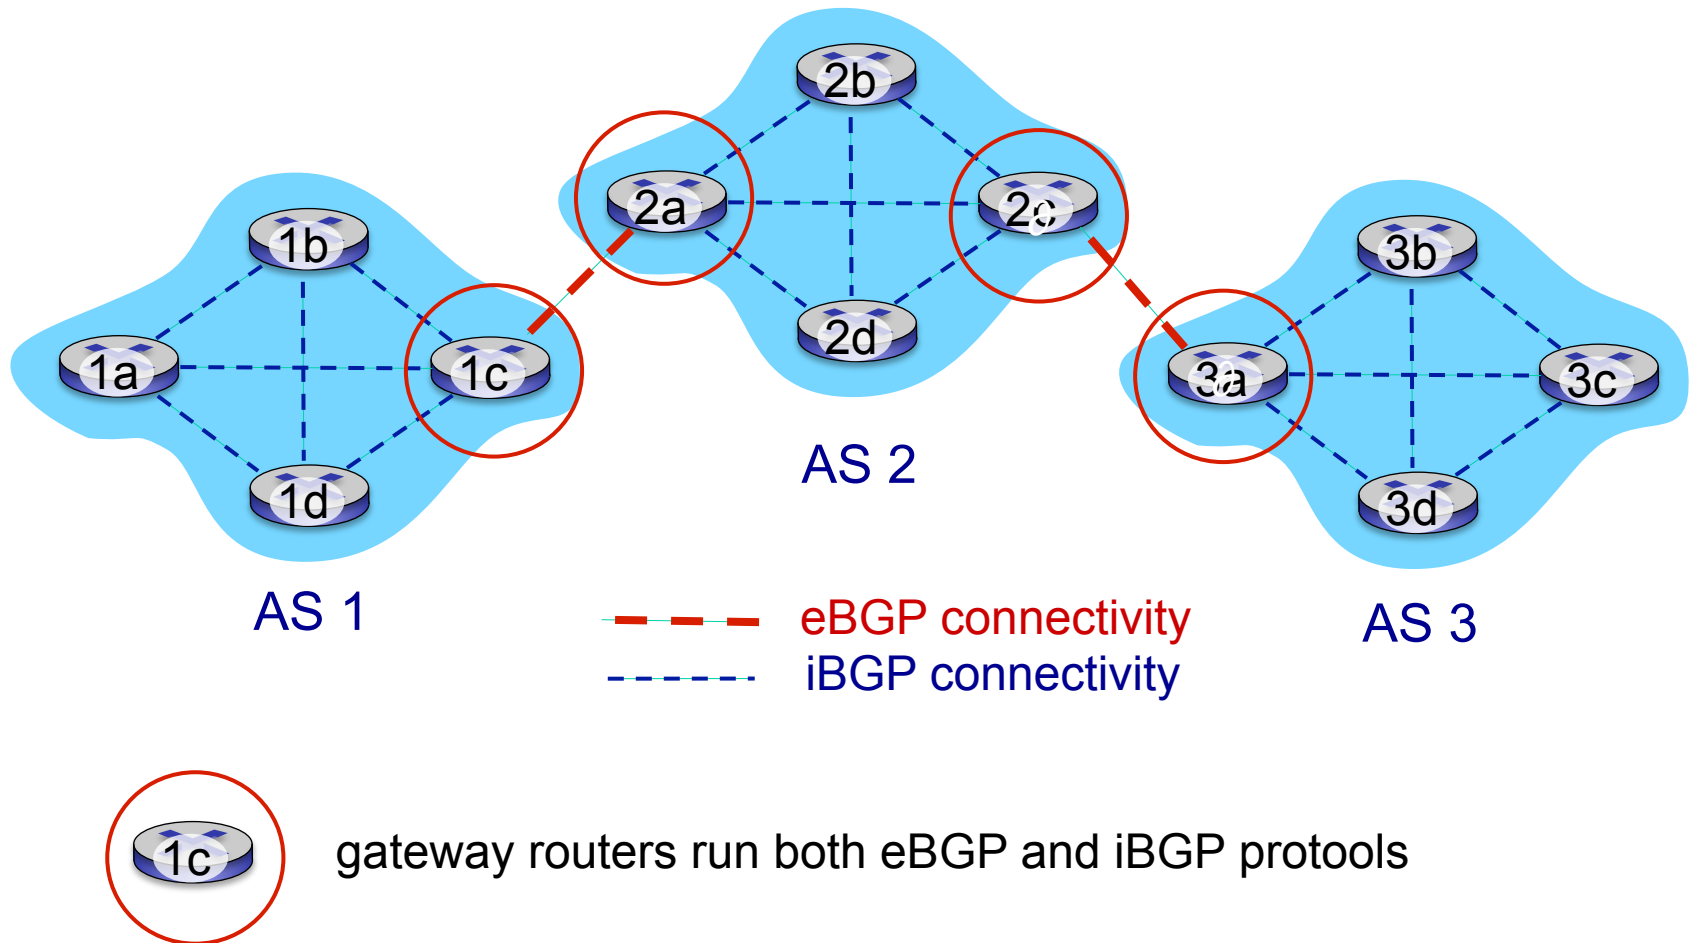 2b
2a
2c
1b
3b
2d
1a
1c
3a
3c
AS 2
1d
3d
AS 1
eBGP connectivity
AS 3
iBGP connectivity
1c
gateway routers run both eBGP and iBGP protools